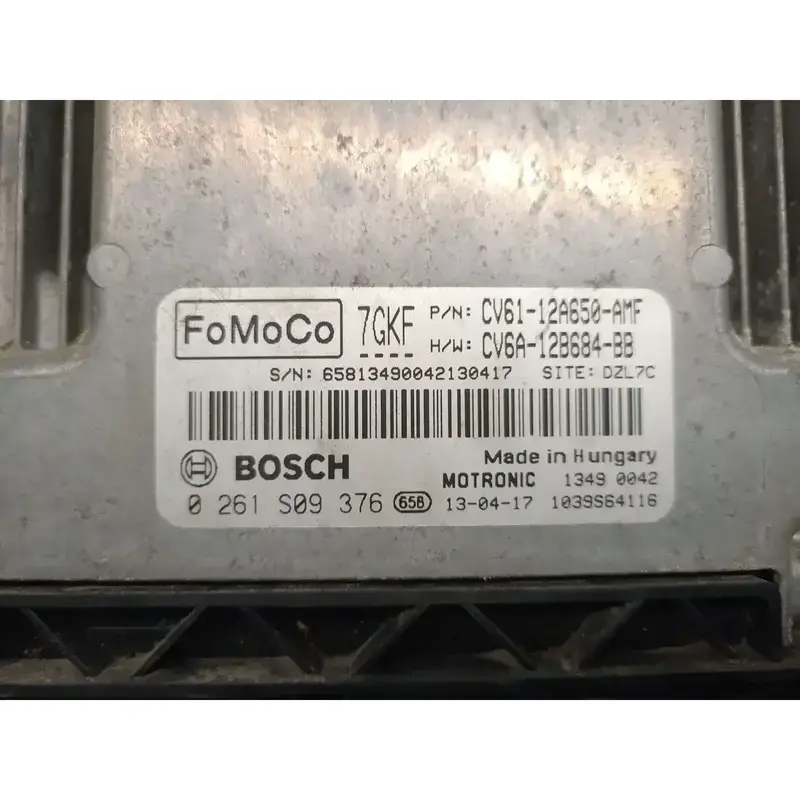 FoMoCo 7GKF P/N: CV61-12A650-AMF
H/W: CV6A-12B684-BB
S/N: 65813490042130417 SITE: DZL7C
BOSCH Made in Hungary
MOTRONIC 1349 0042
0 261 S09 376 65B 13-04-17 1039S64116